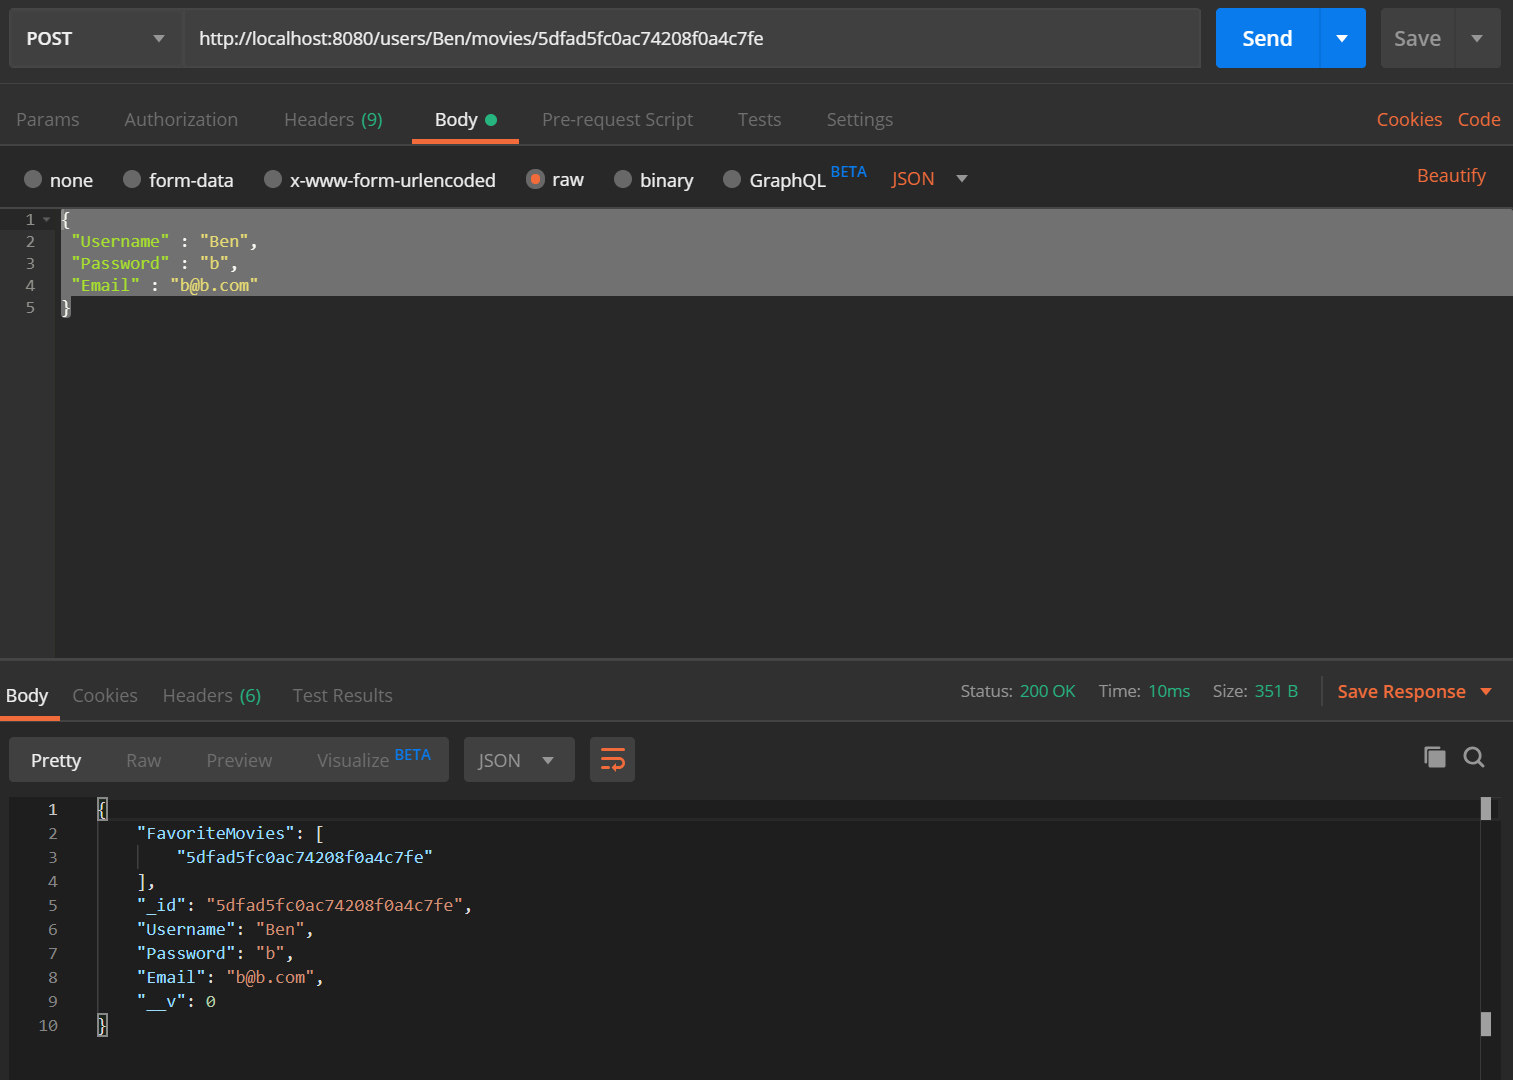 POST http://localhost:8080/users/Ben/movies/5dfad5fc0ac74208f0a4c7fe Send Save
Params Authorization Headers (9) Body Pre-request Script Tests Settings Cookies Code
none form-data x-www-form-urlencoded raw binary GraphQL BETA JSON Beautify
1 {
2 "Username" : "Ben",
3 "Password" : "b",
4 "Email" : "b@b.com"
5 }
Body Cookies Headers (6) Test Results Status: 200 OK Time: 10ms Size: 351 B Save Response
Pretty Raw Preview Visualize BETA JSON
1 {
2 "FavoriteMovies": [
3 "5dfad5fc0ac74208f0a4c7fe"
4 ],
5 "_id": "5dfad5fc0ac74208f0a4c7fe",
6 "Username": "Ben",
7 "Password": "b",
8 "Email": "b@b.com",
9 "__v": 0
10 }